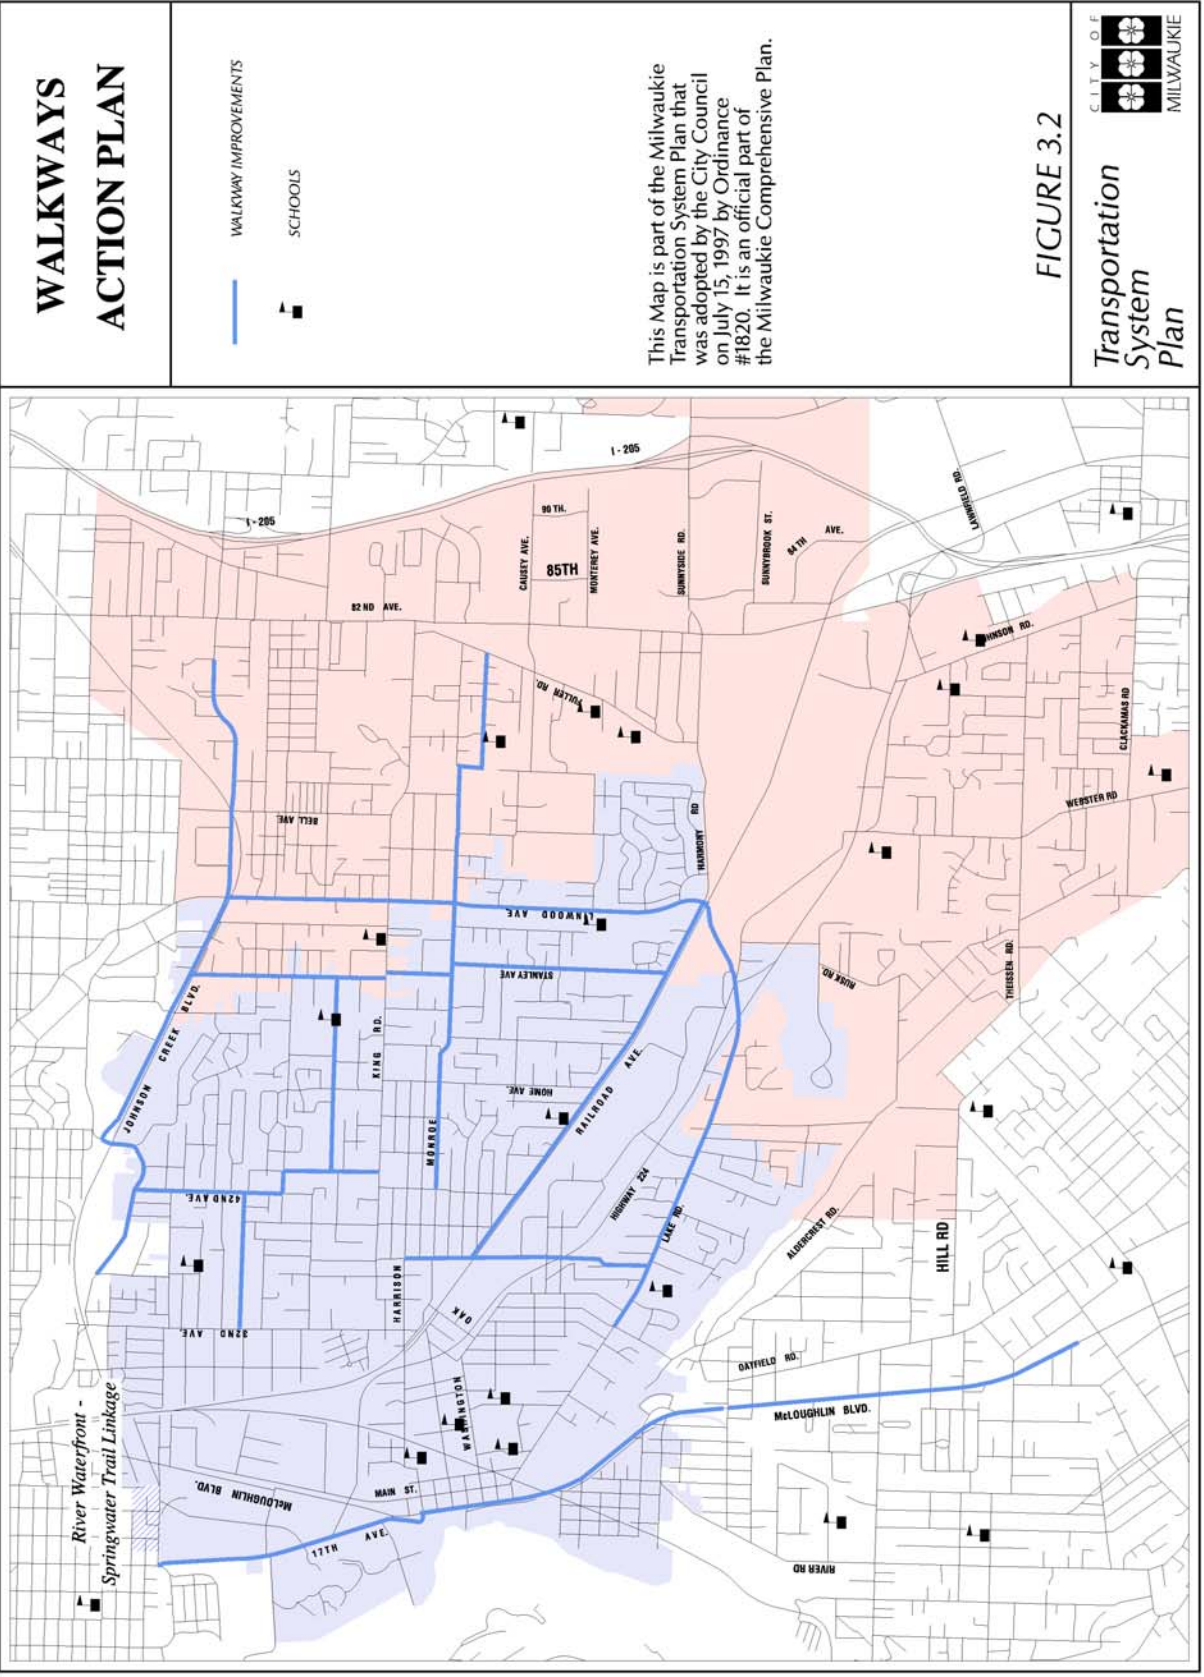 WALKWAYS
ACTION PLAN
WALKWAY IMPROVEMENTS
SCHOOLS
This Map is part of the Milwaukie
Transportation System Plan that
was adopted by the City Council
on July 15, 1997 by Ordinance
#1820.  It is an official part of
the Milwaukie Comprehensive Plan.
FIGURE 3.2
Transportation
System
Plan
CITY OF
MILWAUKIE
I - 205
I - 205
LAWNFIELD RD.
90 TH.
CAUSEY AVE.
85TH
MONTEREY AVE.
SUNNYSIDE RD.
SUNNYBROOK ST.
84 TH AVE.
82 ND AVE.
HNSON RD.
FULLER RD.
CLACKAMAS RD
WEBSTER RD
BELL AVE.
HARMONY RD
LYNWOOD AVE.
STANLEY AVE
RUSK RD.
THEISSEN RD.
JOHNSON CREEK BLVD.
KING RD.
HOME AVE.
RAILROAD AVE.
MONROE
42ND AVE.
HIGHWAY 224
LAKE RD.
ALDERCREST RD.
HILL RD
HARRISON
OAK
32ND AVE.
OATFIELD RD.
WASHINGTON
McLOUGHLIN BLVD.
River Waterfront -
Springwater Trail Linkage
McLOUGHLIN BLVD.
MAIN ST.
17TH AVE.
RIVER RD